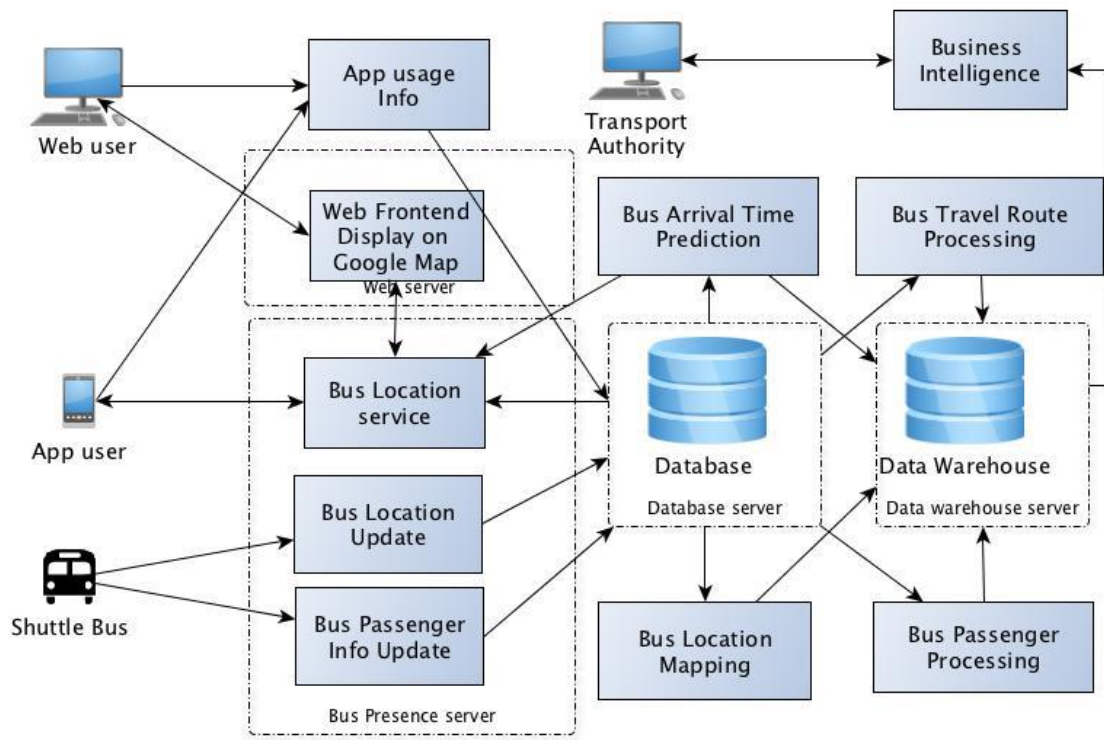 App usage
Info
Business
Intelligence
Web user
Transport
Authority
Web Frontend
Display on
Google Map
Web server
Bus Arrival Time
Prediction
Bus Travel Route
Processing
App user
Bus Location
service
Database
Database server
Data Warehouse
Data warehouse server
Bus Location
Update
Shuttle Bus
Bus Passenger
Info Update
Bus Presence server
Bus Location
Mapping
Bus Passenger
Processing